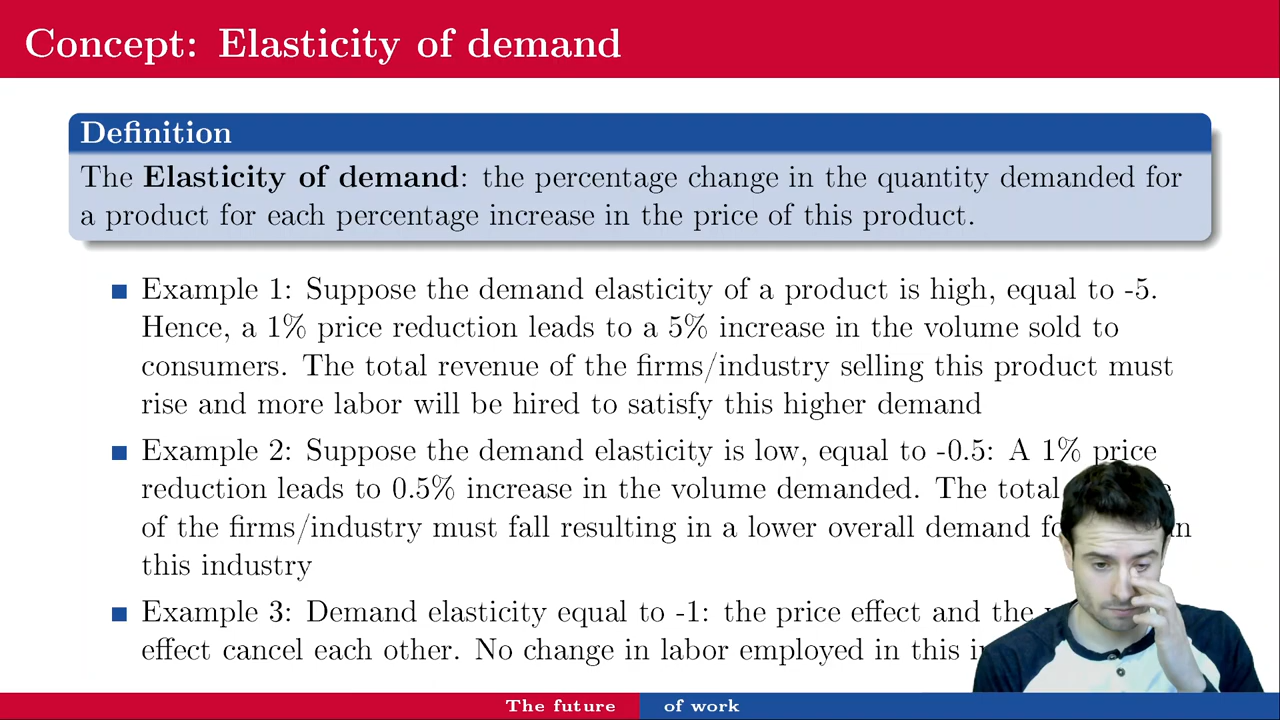 Concept: Elasticity of demand
Definition
The Elasticity of demand: the percentage change in the quantity demanded for
a product for each percentage increase in the price of this product.
Example 1: Suppose the demand elasticity of a product is high, equal to -5.
Hence, a 1% price reduction leads to a 5% increase in the volume sold to
consumers. The total revenue of the firms/industry selling this product must
rise and more labor will be hired to satisfy this higher demand
Example 2: Suppose the demand elasticity is low, equal to -0.5: A 1% price
reduction leads to 0.5% increase in the volume demanded. The total
of the firms/industry must fall resulting in a lower overall demand
this industry
Example 3: Demand elasticity equal to -1: the price effect and the
effect cancel each other. No change in labor employed in this
The future of work